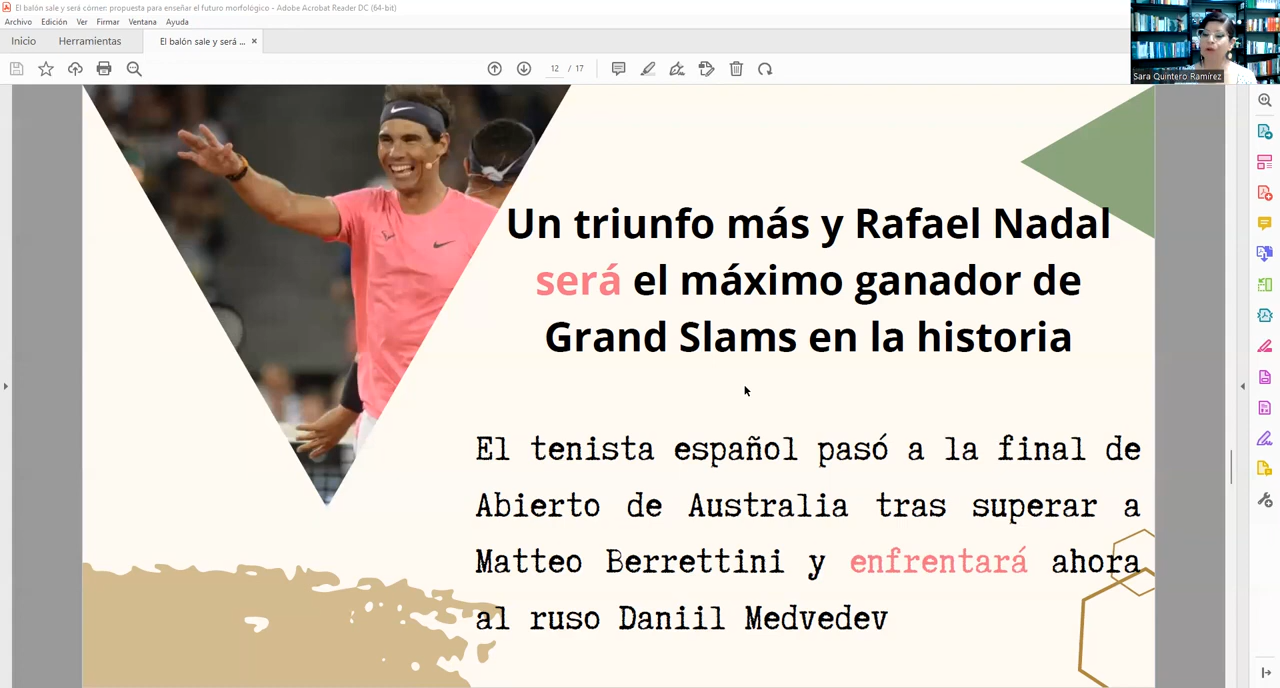 El balón sale y será córner: propuesta para enseñar el futuro morfológico - Adobe Acrobat Reader DC (64-bit)
Archivo Edición Ver Firmar Ventana Ayuda
Inicio Herramientas El balón sale y será ... ×
12 / 17
Sara Quintero Ramírez
Un triunfo más y Rafael Nadal
será el máximo ganador de
Grand Slams en la historia
El tenista español pasó a la final de
Abierto de Australia tras superar a
Matteo Berrettini y enfrentará ahora
al ruso Daniil Medvedev